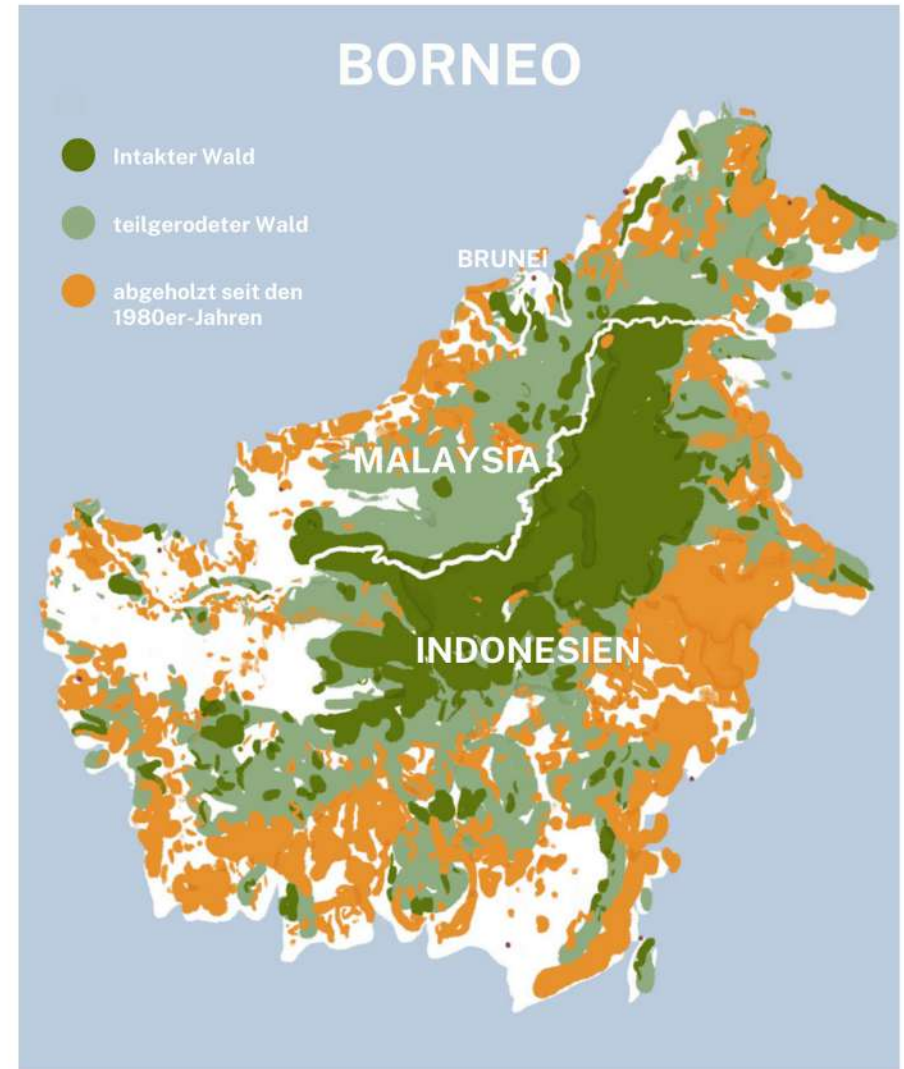 BORNEO
Intakter Wald
teilgerodeter Wald
abgeholzt seit den
1980er-Jahren
BRUNEI
MALAYSIA
INDONESIEN